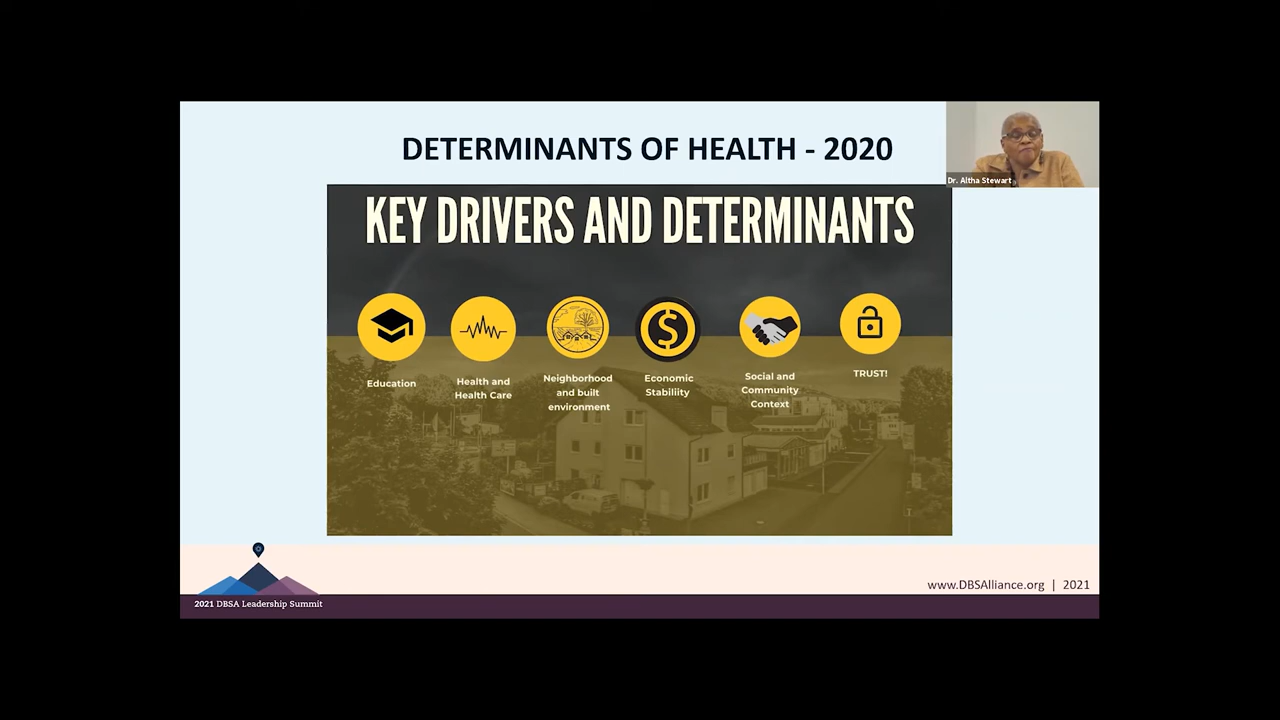 DETERMINANTS OF HEALTH - 2020
Dr. Altha Stewart
KEY DRIVERS AND DETERMINANTS
Education
Health and
Health Care
Neighborhood
and built
environment
Economic
Stabiliity
Social and
Community
Context
TRUST!
www.DBSAlliance.org | 2021
2021 DBSA Leadership Summit